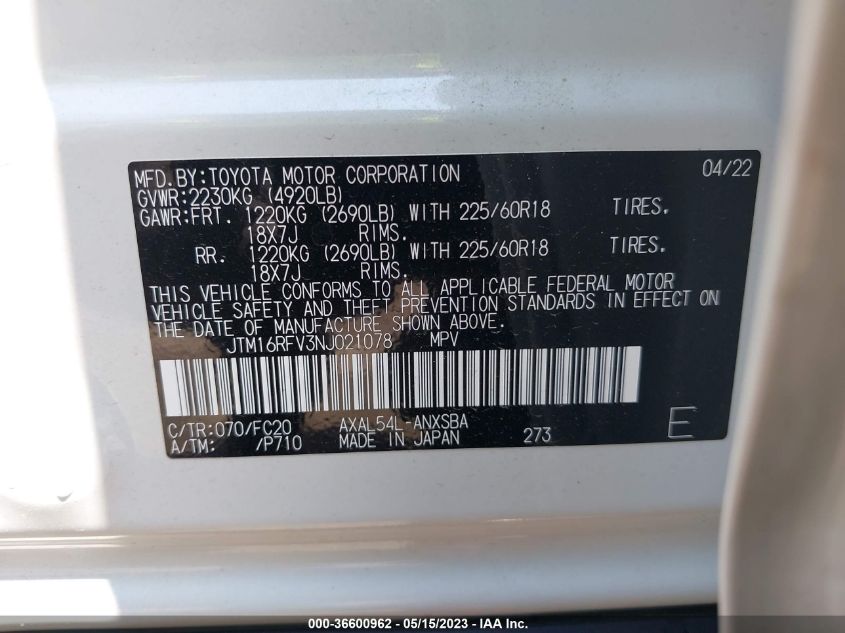 MFD.BY:TOYOTA MOTOR CORPORATION 04/22
GVWR:2230KG (4920LB)
GAWR:FRT. 1220KG (2690LB) WITH 225/60R18 TIRES.
18X7J RIMS.
RR. 1220KG (2690LB) WITH 225/60R18 TIRES.
18X7J RIMS.
THIS VEHICLE CONFORMS TO ALL APPLICABLE FEDERAL MOTOR
VEHICLE SAFETY AND THEFT PREVENTION STANDARDS IN EFFECT ON
THE DATE OF MANUFACTURE SHOWN ABOVE.
JTM16RFV3NJ021078 MPV
C/TR:070/FC20 AXAL54L-ANXSBA
A/TM: /P710 MADE IN JAPAN 273 E
000-36600962 - 05/15/2023 - IAA Inc.